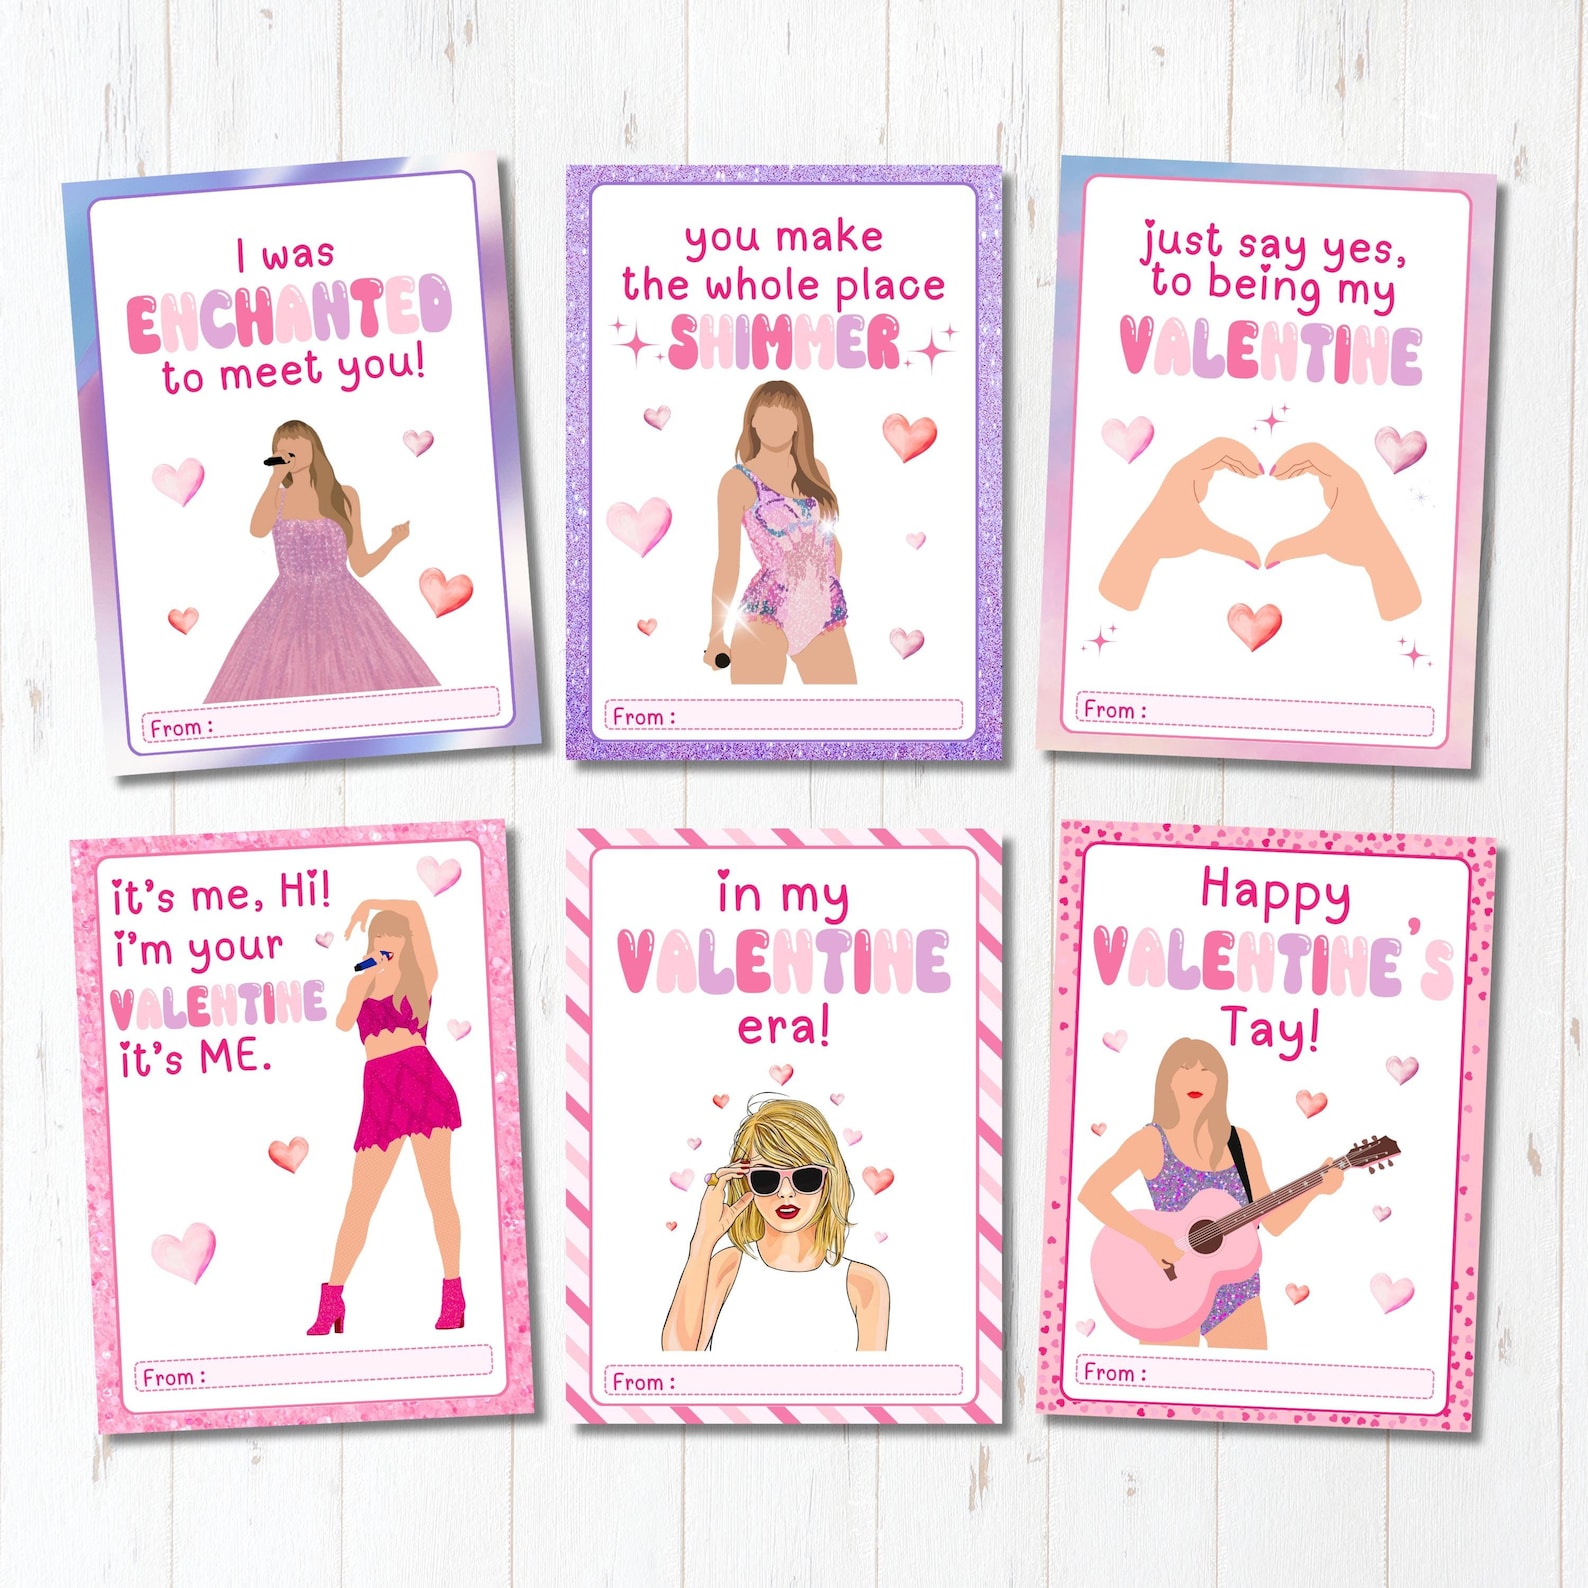 I was
ENCHANTED
to meet you!
From :
you make
the whole place
SHIMMER
From :
just say yes,
to being my
VALENTINE
From :
it's me, Hi!
i'm your
VALENTINE
it's ME.
From :
in my
VALENTINE
era!
From :
Happy
VALENTINE'S
Tay!
From :